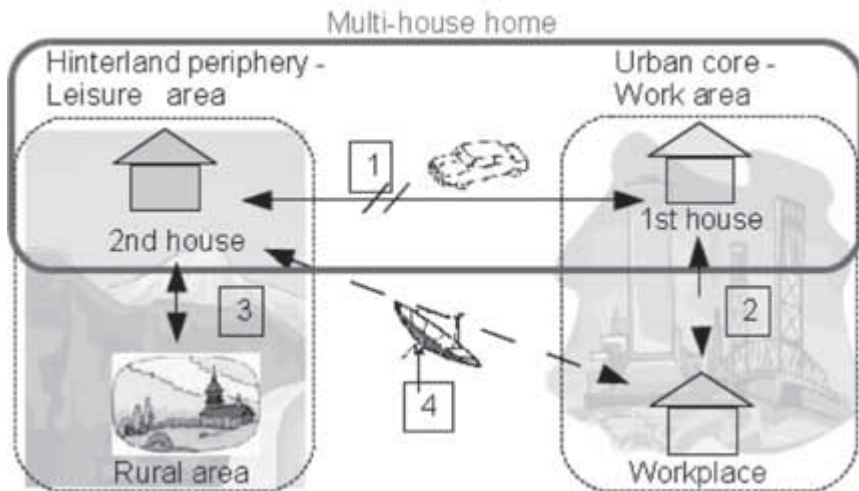 Multi-house home
Hinterland periphery -
Leisure area
Urban core -
Work area
1
2nd house
1st house
3
2
4
Rural area
Workplace